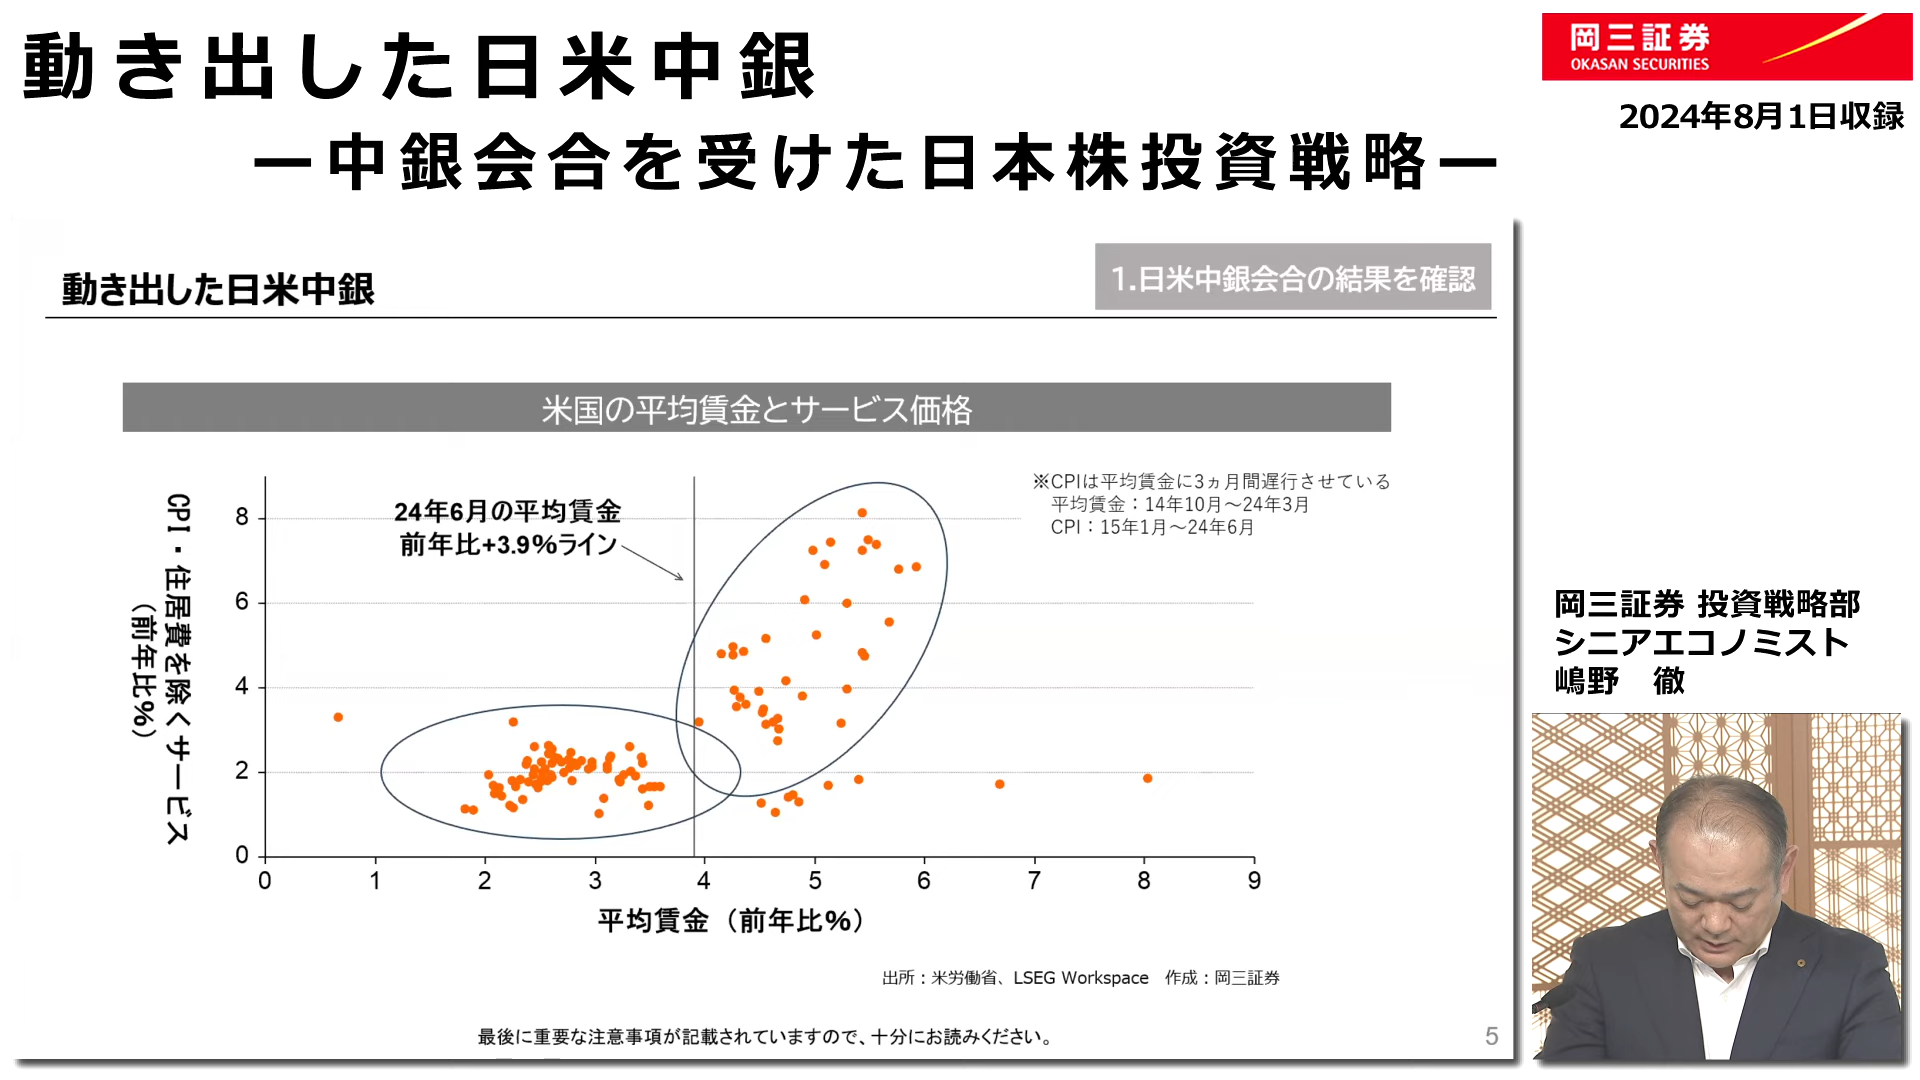 動き出した日米中銀
ー中銀会合を受けた日本株投資戦略ー
岡三証券
OKASAN SECURITIES
2024年8月1日収録
動き出した日米中銀
1.日米中銀会合の結果を確認
米国の平均賃金とサービス価格
CPI・住居費を除くサービス
(前年比%)
24年6月の平均賃金
前年比+3.9%ライン
※CPIは平均賃金に3ヵ月間遅行させている
平均賃金：14年10月～24年3月
CPI：15年1月～24年6月
8
6
4
2
0
0 1 2 3 4 5 6 7 8 9
平均賃金（前年比%）
出所：米労働省、LSEG Workspace　作成：岡三証券
最後に重要な注意事項が記載されていますので、十分にお読みください。
5
岡三証券 投資戦略部
シニアエコノミスト
嶋野　徹